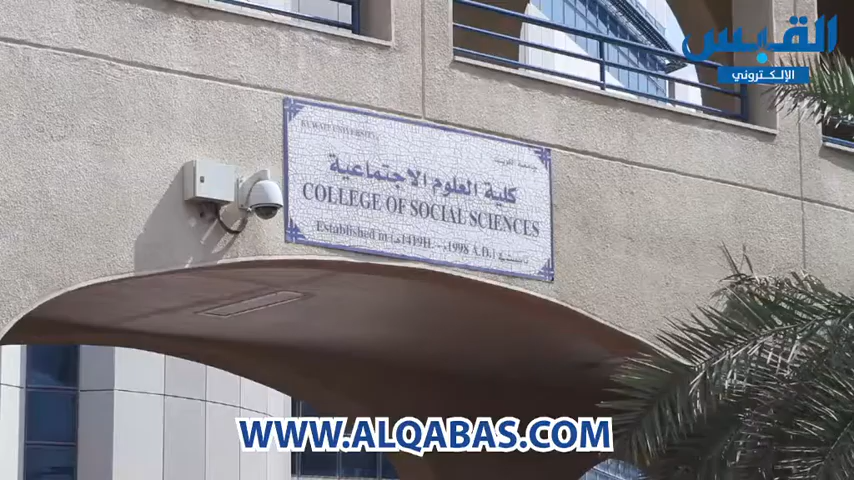 القبس
الإلكتروني
KUWAIT UNIVERSITY
جامعة الكويت
كلية العلوم الاجتماعية
COLLEGE OF SOCIAL SCIENCES
Established in (1419H. - 1998 A.D.) تأسست
WWW.ALQABAS.COM